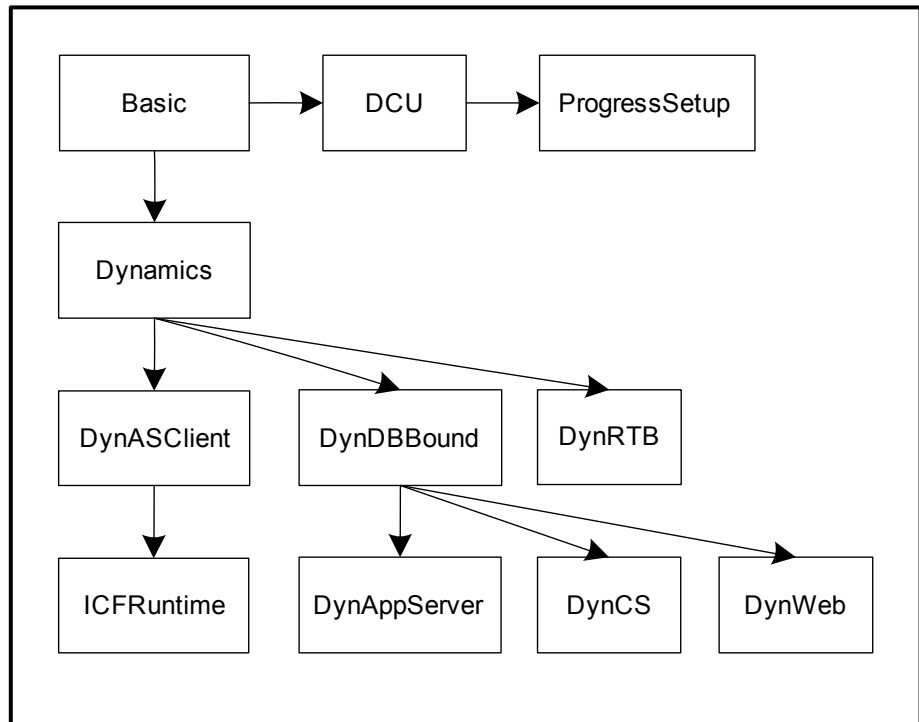 Basic
DCU
ProgressSetup
Dynamics
DynASClient
DynDBBound
DynRTB
ICFRuntime
DynAppServer
DynCS
DynWeb